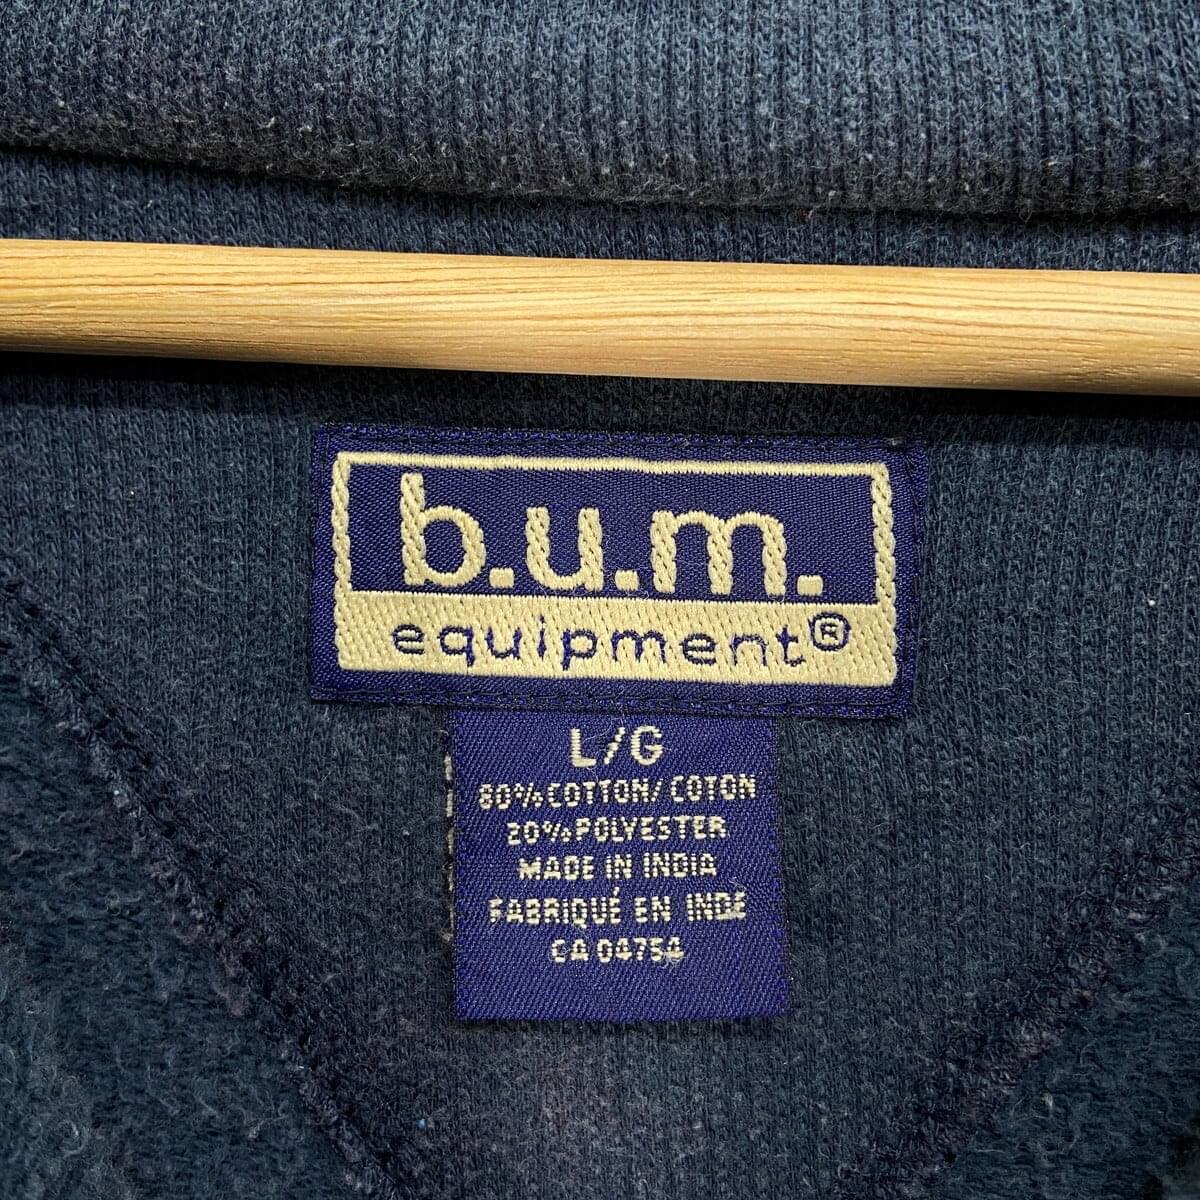 b.u.m.
equipment®
L/G
80% COTTON/COTON
20% POLYESTER
MADE IN INDIA
FABRIQUÉ EN INDE
CA 04754